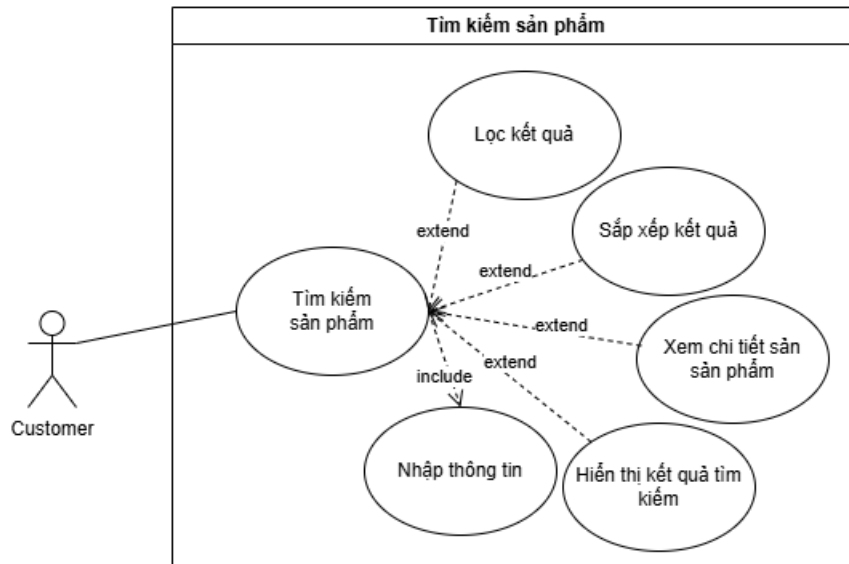 Tìm kiếm sản phẩm
Lọc kết quả
extend
Sắp xếp kết quả
extend
Tìm kiếm
sản phẩm
extend
Xem chi tiết sản
sản phẩm
extend
include
Customer
Nhập thông tin
Hiển thị kết quả tìm
kiếm